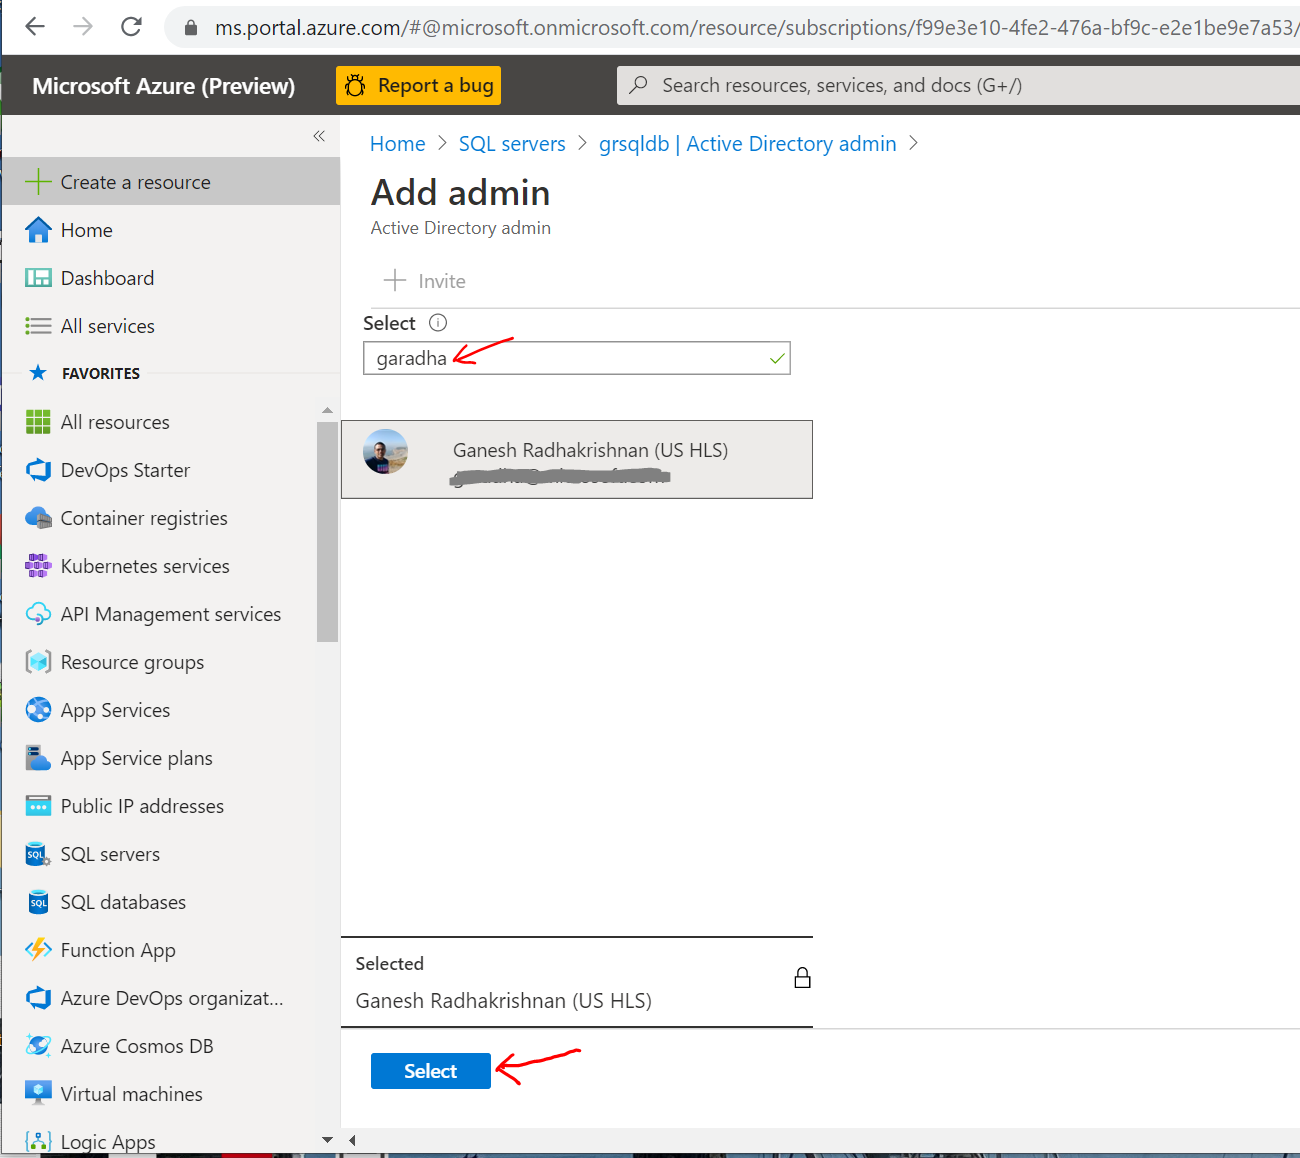 ms.portal.azure.com/#@microsoft.onmicrosoft.com/resource/subscriptions/f99e3e10-4fe2-476a-bf9c-e2e1be9e7a53/
Microsoft Azure (Preview)
Report a bug
Search resources, services, and docs (G+/)
Home > SQL servers > grsqldb | Active Directory admin >
Add admin
Active Directory admin
Invite
Select
garadha
Ganesh Radhakrishnan (US HLS)
Selected
Ganesh Radhakrishnan (US HLS)
Select
Create a resource
Home
Dashboard
All services
FAVORITES
All resources
DevOps Starter
Container registries
Kubernetes services
API Management services
Resource groups
App Services
App Service plans
Public IP addresses
SQL servers
SQL databases
Function App
Azure DevOps organizat...
Azure Cosmos DB
Virtual machines
Logic Apps